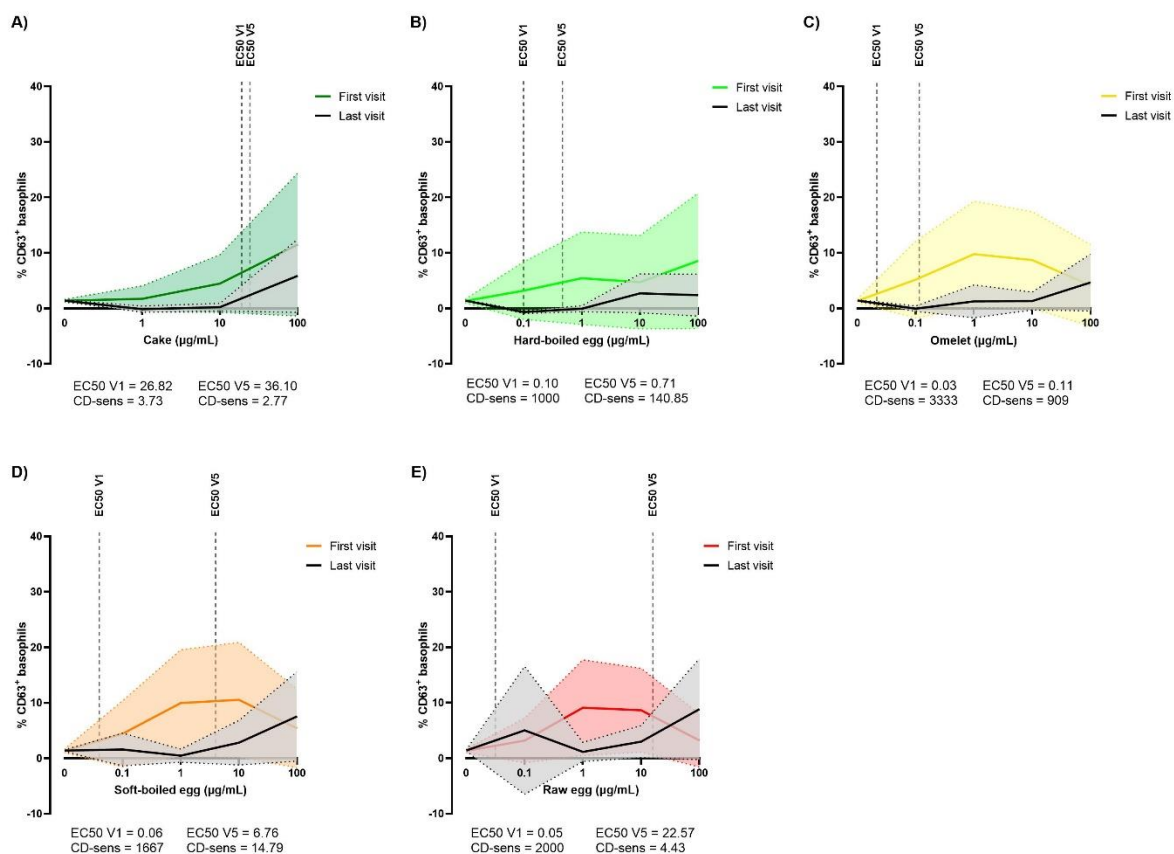 A)
EC50 V1
EC50 V5
40
30
20
10
0
-10
% CD63+ basophils
0
1
10
100
Cake (µg/mL)
First visit
Last visit
EC50 V1 = 26.82 EC50 V5 = 36.10
CD-sens = 3.73 CD-sens = 2.77
B)
EC50 V1
EC50 V5
40
30
20
10
0
-10
% CD63+ basophils
0
0.1
1
10
100
Hard-boiled egg (µg/mL)
First visit
Last visit
EC50 V1 = 0.10 EC50 V5 = 0.71
CD-sens = 1000 CD-sens = 140.85
C)
EC50 V1
EC50 V5
40
30
20
10
0
-10
% CD63+ basophils
0
0.1
1
10
100
Omelet (µg/mL)
First visit
Last visit
EC50 V1 = 0.03 EC50 V5 = 0.11
CD-sens = 3333 CD-sens = 909
D)
EC50 V1
EC50 V5
40
30
20
10
0
-10
% CD63+ basophils
0
0.1
1
10
100
Soft-boiled egg (µg/mL)
First visit
Last visit
EC50 V1 = 0.06 EC50 V5 = 6.76
CD-sens = 1667 CD-sens = 14.79
E)
EC50 V1
EC50 V5
40
30
20
10
0
-10
% CD63+ basophils
0
0.1
1
10
100
Raw egg (µg/mL)
First visit
Last visit
EC50 V1 = 0.05 EC50 V5 = 22.57
CD-sens = 2000 CD-sens = 4.43